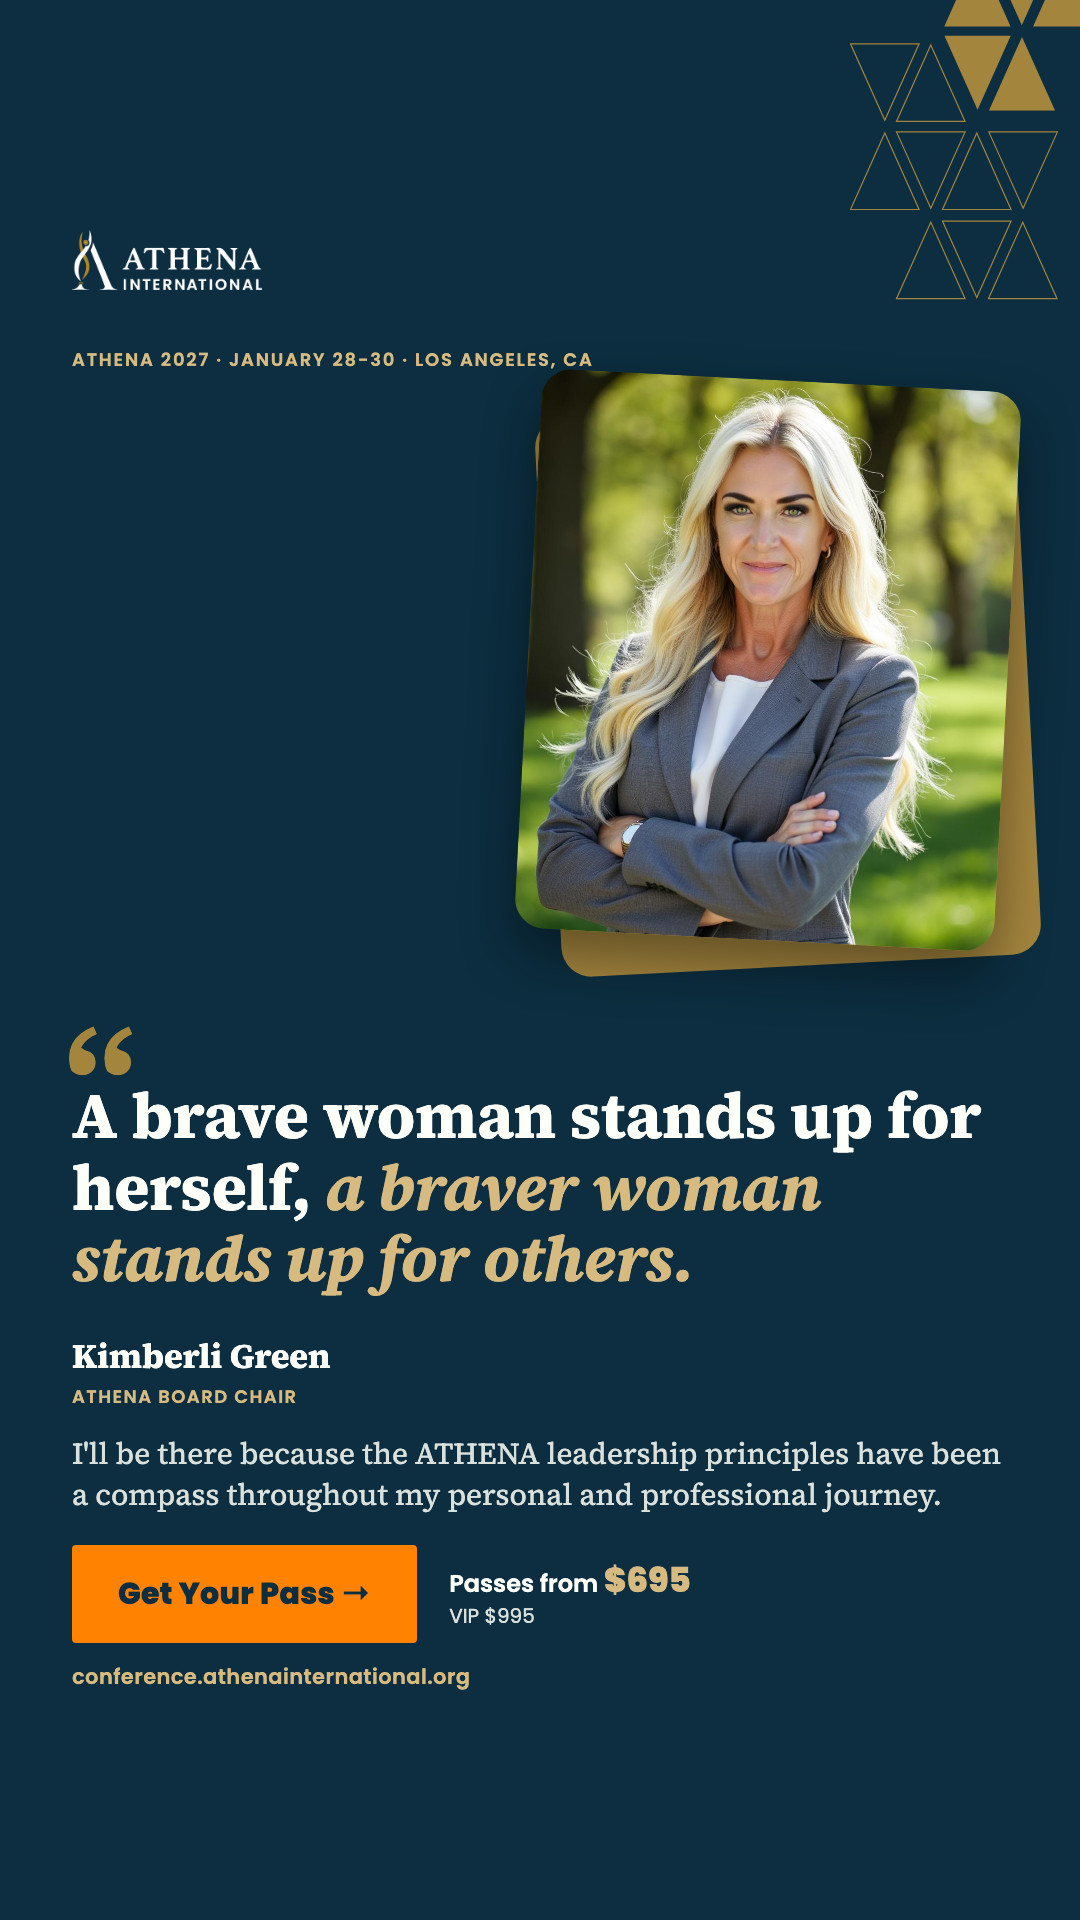 ATHENA
INTERNATIONAL
ATHENA 2027 · JANUARY 28-30 · LOS ANGELES, CA
“
A brave woman stands up for
herself, a braver woman
stands up for others.
Kimberli Green
ATHENA BOARD CHAIR
I'll be there because the ATHENA leadership principles have been
a compass throughout my personal and professional journey.
Get Your Pass →
Passes from $695
VIP $995
conference.athenainternational.org